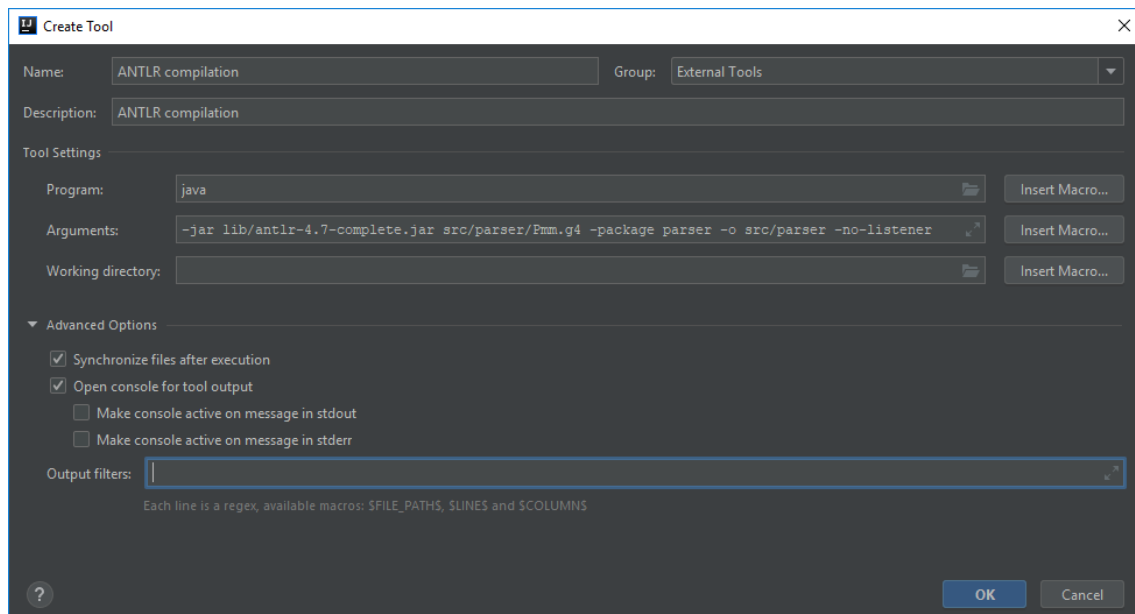 Create Tool
Name: ANTLR compilation Group: External Tools
Description: ANTLR compilation
Tool Settings
Program: java Insert Macro...
Arguments: -jar lib/antlr-4.7-complete.jar src/parser/Pmm.g4 -package parser -o src/parser -no-listener Insert Macro...
Working directory: Insert Macro...
Advanced Options
Synchronize files after execution
Open console for tool output
Make console active on message in stdout
Make console active on message in stderr
Output filters:
Each line is a regex, available macros: $FILE_PATH$, $LINE$ and $COLUMN$
? OK Cancel